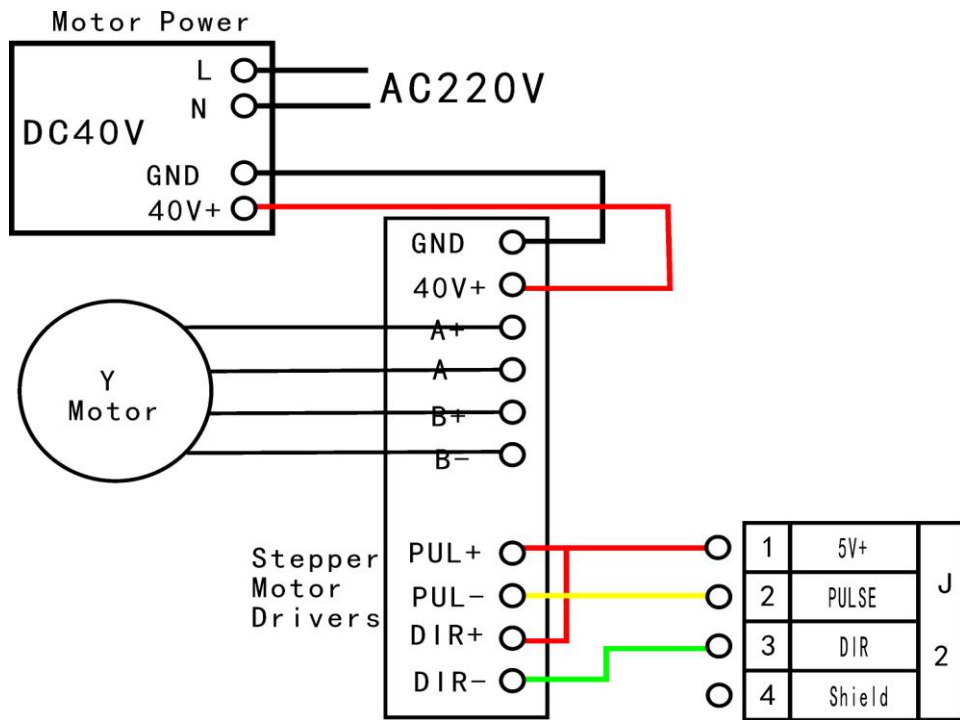 Motor Power
L
N
AC220V
DC40V
GND
40V+
GND
40V+
A+
A
B+
B-
Y
Motor
Stepper
Motor
Drivers
PUL+
PUL-
DIR+
DIR-
1 5V+
2 PULSE
3 DIR
4 Shield
J
2